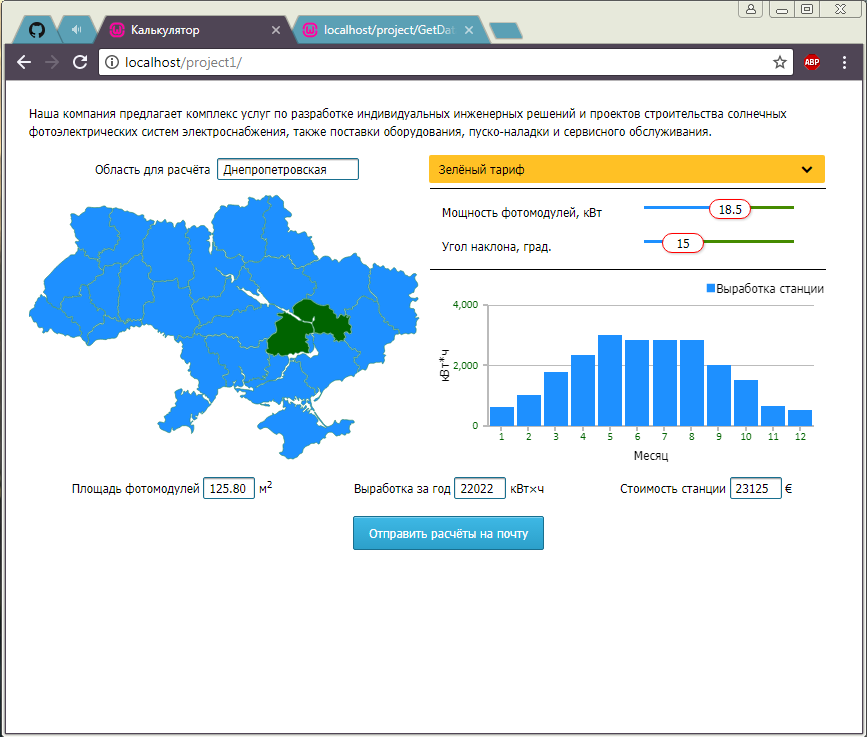 Калькулятор
localhost/project/GetDat
localhost/project1/
ABP
Наша компания предлагает комплекс услуг по разработке индивидуальных инженерных решений и проектов строительства солнечных
фотоэлектрических систем электроснабжения, также поставки оборудования, пуско-наладки и сервисного обслуживания.
Область для расчёта Днепропетровская
Зелёный тариф
Мощность фотомодулей, кВт 18.5
Угол наклона, град. 15
Выработка станции
4,000
2,000
0
кВт*ч
1 2 3 4 5 6 7 8 9 10 11 12
Месяц
Площадь фотомодулей 125.80 м²
Выработка за год 22022 кВт×ч
Стоимость станции 23125 €
Отправить расчёты на почту